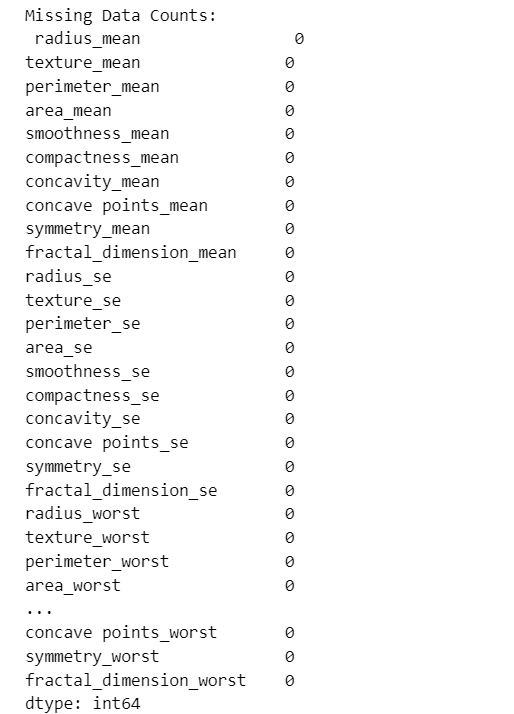 Missing Data Counts:
 radius_mean                0
texture_mean               0
perimeter_mean             0
area_mean                  0
smoothness_mean            0
compactness_mean           0
concavity_mean             0
concave points_mean        0
symmetry_mean              0
fractal_dimension_mean     0
radius_se                  0
texture_se                 0
perimeter_se               0
area_se                    0
smoothness_se              0
compactness_se             0
concavity_se               0
concave points_se          0
symmetry_se                0
fractal_dimension_se       0
radius_worst               0
texture_worst              0
perimeter_worst            0
area_worst                 0
...
concave points_worst       0
symmetry_worst             0
fractal_dimension_worst    0
dtype: int64